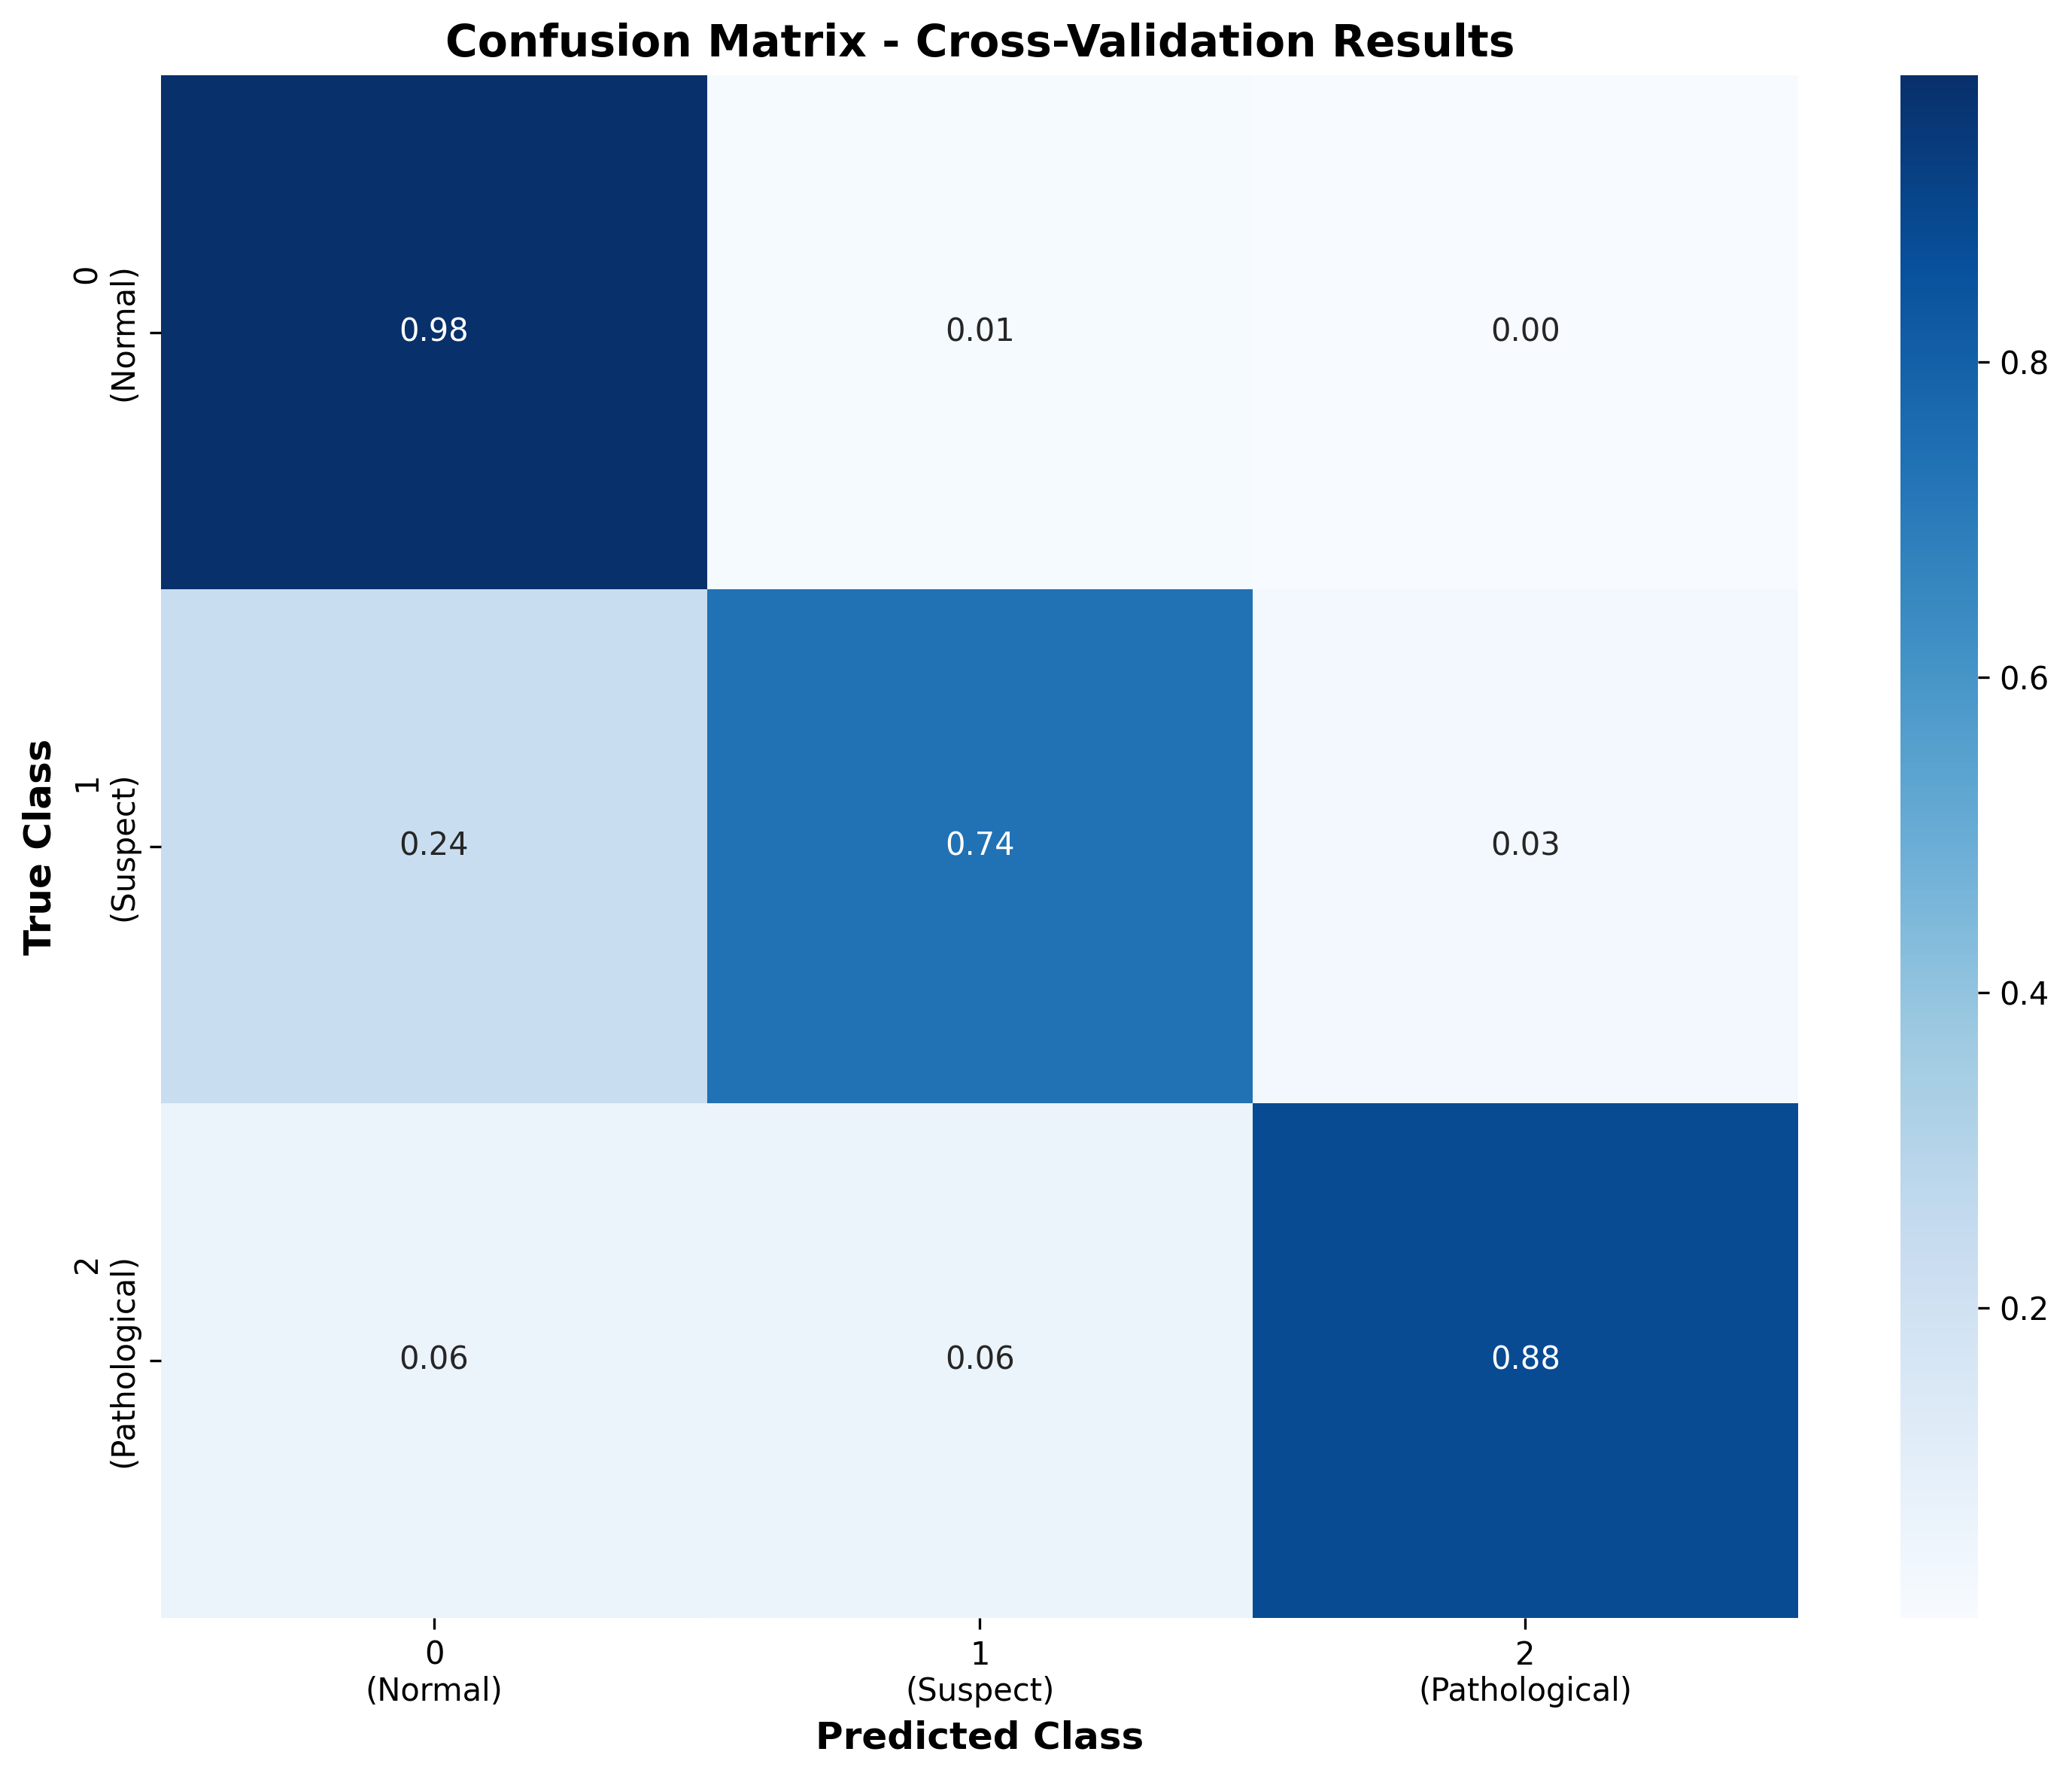 Confusion Matrix - Cross-Validation Results
True Class
0
(Normal)
0.98 0.01 0.00
1
(Suspect)
0.24 0.74 0.03
2
(Pathological)
0.06 0.06 0.88
0 1 2
(Normal) (Suspect) (Pathological)
Predicted Class
0.8
0.6
0.4
0.2